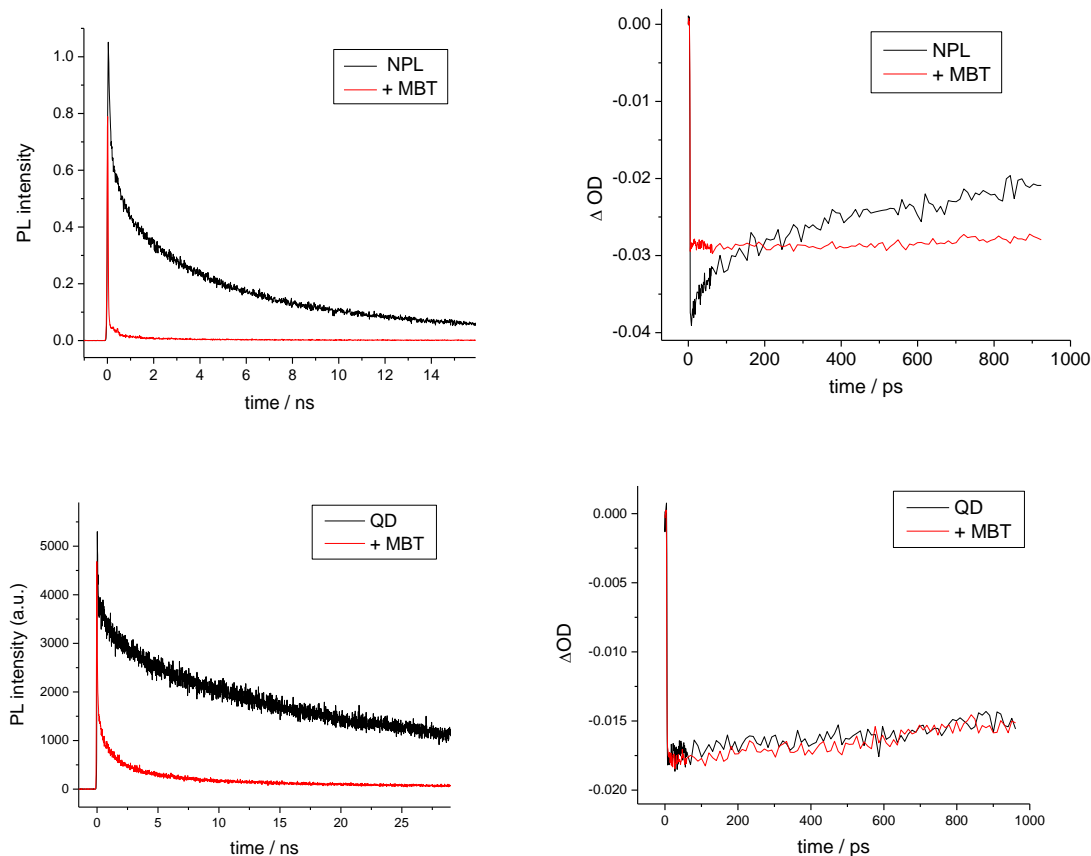 NPL
+ MBT
PL intensity
1.0
0.8
0.6
0.4
0.2
0.0
0 2 4 6 8 10 12 14
time / ns
NPL
+ MBT
Δ OD
0.00
-0.01
-0.02
-0.03
-0.04
0 200 400 600 800 1000
time / ps
QD
+ MBT
PL intensity (a.u.)
5000
4000
3000
2000
1000
0
0 5 10 15 20 25
time / ns
QD
+ MBT
ΔOD
0.000
-0.005
-0.010
-0.015
-0.020
0 200 400 600 800 1000
time / ps